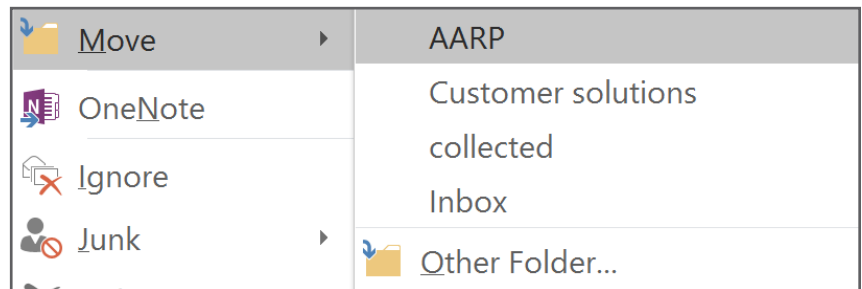 Move
OneNote
Ignore
Junk
AARP
Customer solutions
collected
Inbox
Other Folder...